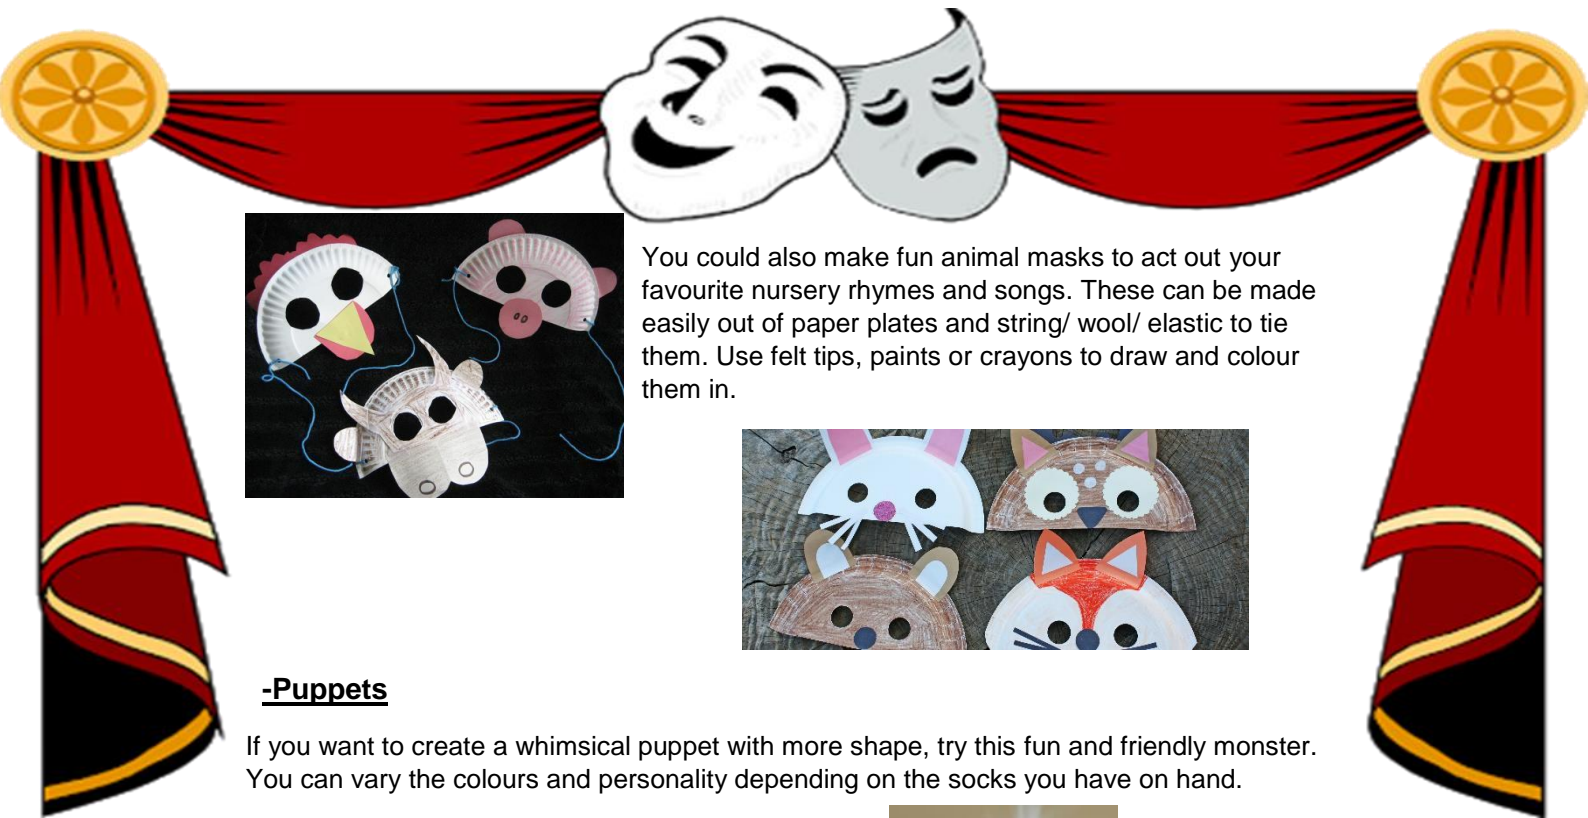 You could also make fun animal masks to act out your
favourite nursery rhymes and songs. These can be made
easily out of paper plates and string/ wool/ elastic to tie
them. Use felt tips, paints or crayons to draw and colour
them in.
-Puppets
If you want to create a whimsical puppet with more shape, try this fun and friendly monster.
You can vary the colours and personality depending on the socks you have on hand.